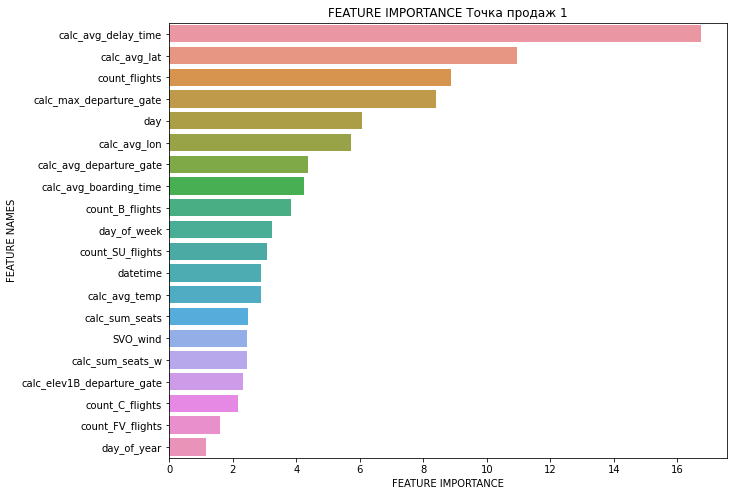 FEATURE IMPORTANCE Точка продаж 1
FEATURE NAMES
calc_avg_delay_time
calc_avg_lat
count_flights
calc_max_departure_gate
day
calc_avg_lon
calc_avg_departure_gate
calc_avg_boarding_time
count_B_flights
day_of_week
count_SU_flights
datetime
calc_avg_temp
calc_sum_seats
SVO_wind
calc_sum_seats_w
calc_elev1B_departure_gate
count_C_flights
count_FV_flights
day_of_year
0 2 4 6 8 10 12 14 16
FEATURE IMPORTANCE